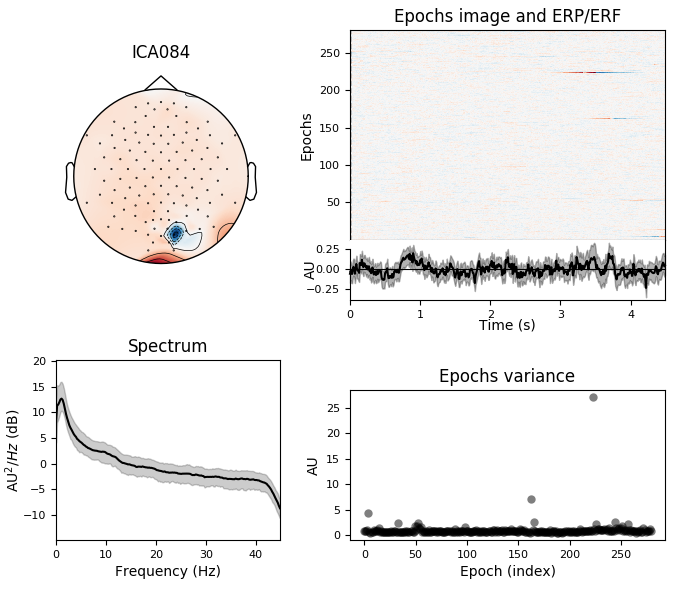 ICA084
Epochs image and ERP/ERF
Epochs
250
200
150
100
50
AU
0.25
0.00
−0.25
0 1 2 3 4
Time (s)
Spectrum
AU²/Hz (dB)
20
15
10
5
0
−5
−10
0 10 20 30 40
Frequency (Hz)
Epochs variance
AU
25
20
15
10
5
0
0 50 100 150 200 250
Epoch (index)